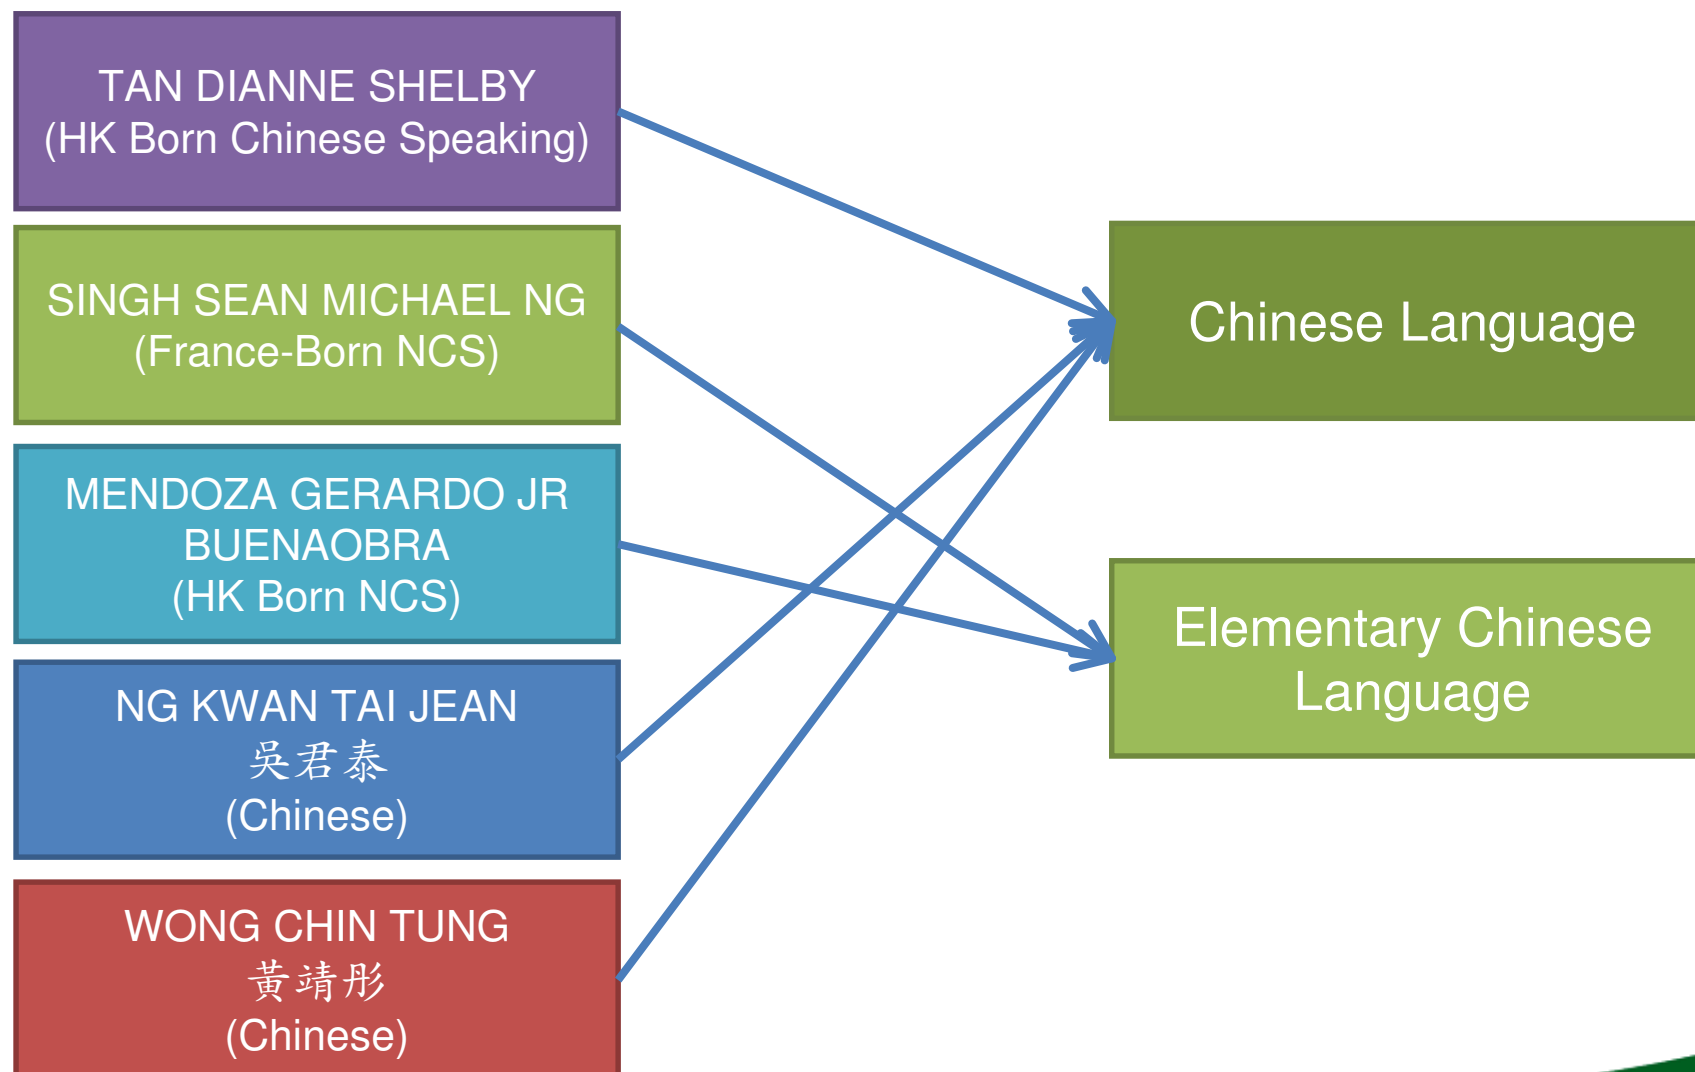 TAN DIANNE SHELBY
(HK Born Chinese Speaking)
SINGH SEAN MICHAEL NG
(France-Born NCS)
MENDOZA GERARDO JR
BUENAOBRA
(HK Born NCS)
NG KWAN TAI JEAN
吳君泰
(Chinese)
WONG CHIN TUNG
黃靖彤
(Chinese)
Chinese Language
Elementary Chinese
Language